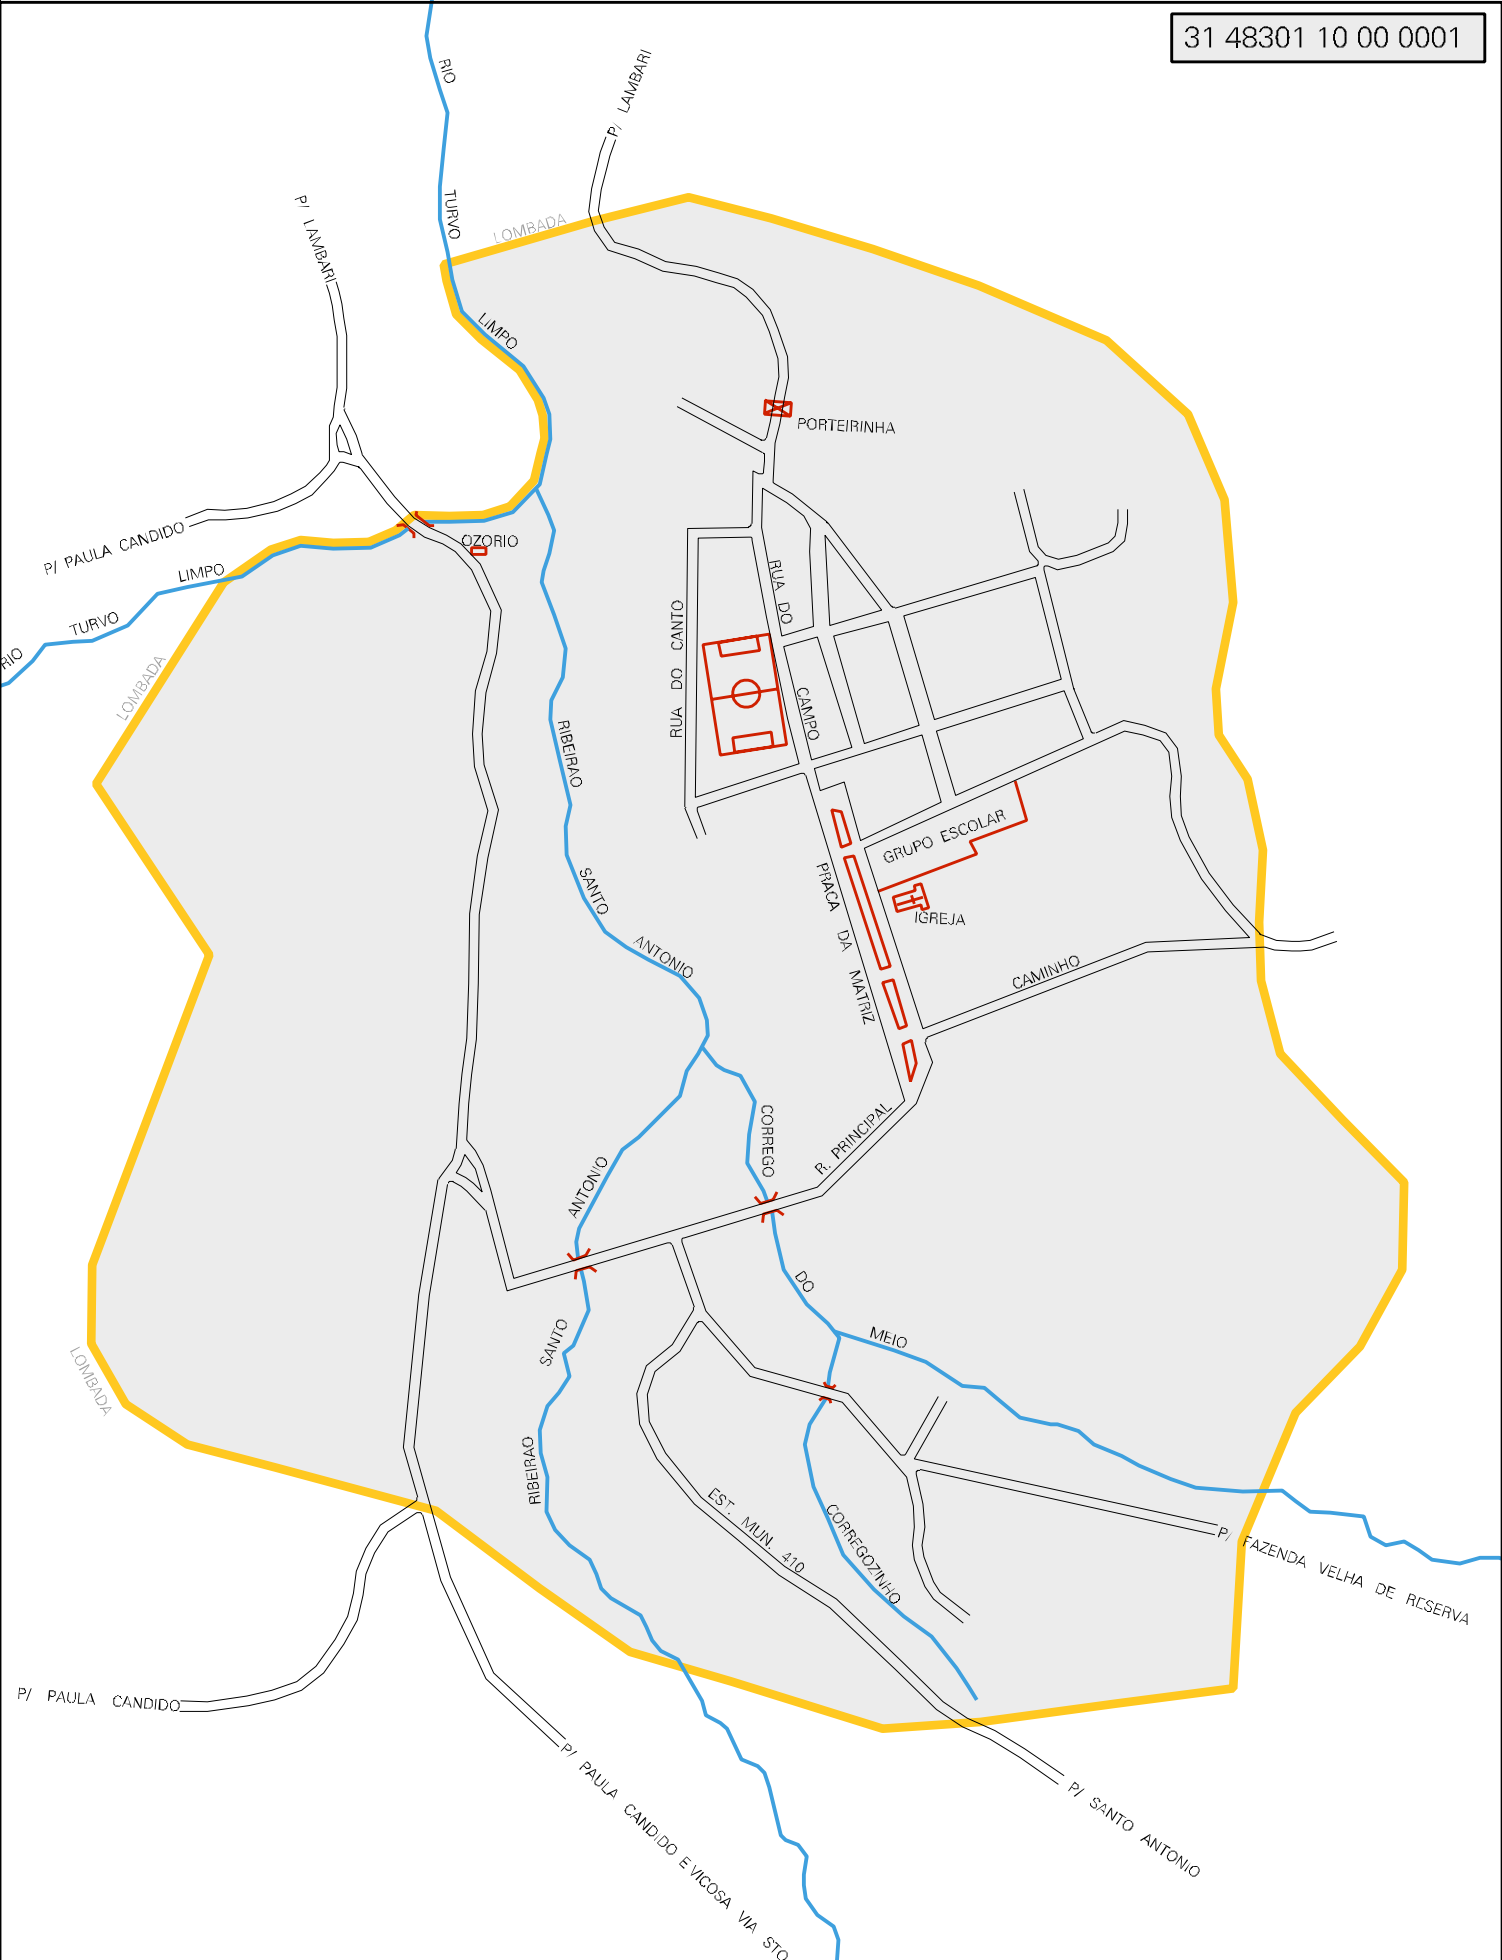 31 48301 10 00 0001
RIO
TURVO
LIMPO
P/ LAMBARI
P/ LAMBARI
LOMBADA
PORTEIRINHA
OZORIO
P/ PAULA CANDIDO
LIMPO
TURVO
RIO
LOMBADA
RUA DO CANTO
RUA DO
CAMPO
RIBEIRAO
SANTO
ANTONIO
GRUPO ESCOLAR
IGREJA
PRACA DA MATRIZ
CAMINHO
R. PRINCIPAL
CORREGO
DO
MEIO
ANTONIO
SANTO
RIBEIRAO
LOMBADA
EST. MUN. 410
CORREGOZINHO
P/ FAZENDA VELHA DE RESERVA
P/ PAULA CANDIDO
P/ PAULA CANDIDO E VICOSA VIA STO
P/ SANTO ANTONIO